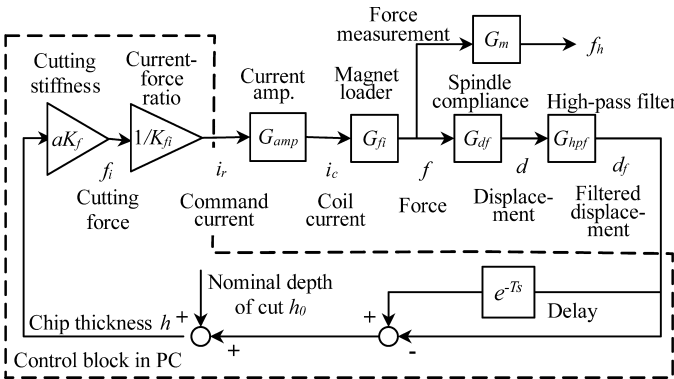 Force
measurement
G_m
f_h
Cutting
stiffness
Current-
force
ratio
Current
amp.
Magnet
loader
Spindle
compliance
High-pass filter
aK_f
1/K_fi
G_amp
G_fi
G_df
G_hpf
f_i
i_r
i_c
f
d
d_f
Cutting
force
Command
current
Coil
current
Force
Displace-
ment
Filtered
displace-
ment
Nominal depth
of cut h_0
e^-Ts
Delay
Chip thickness h
+
+
+
-
Control block in PC